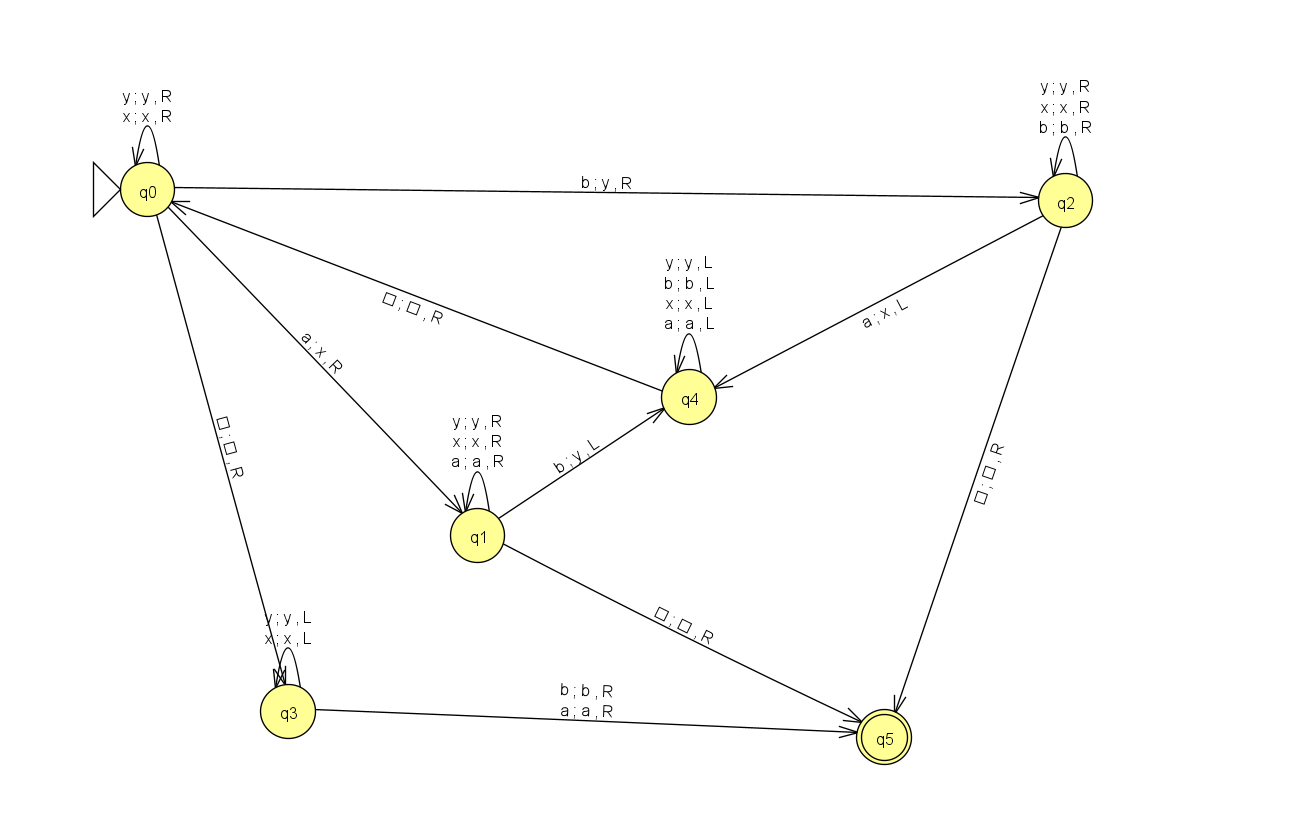 y ; y , R
x ; x , R
q0
b ; y , R
y ; y , R
x ; x , R
b ; b , R
q2
□ ; □ , R
a ; x , R
y ; y , L
b ; b , L
x ; x , L
a ; a , L
q4
a ; x , L
□ ; □ , R
y ; y , R
x ; x , R
a ; a , R
q1
b ; y , L
□ ; □ , R
□ ; □ , R
y ; y , L
x ; x , L
q3
b ; b , R
a ; a , R
q5